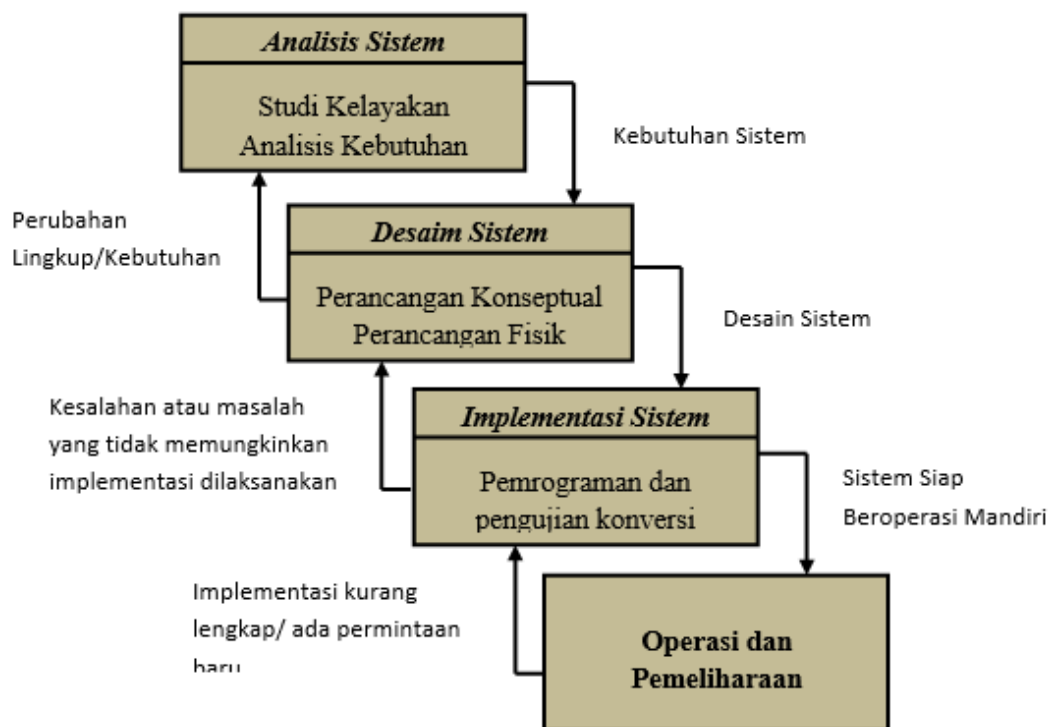 Analisis Sistem
Studi Kelayakan
Analisis Kebutuhan
Kebutuhan Sistem
Perubahan
Lingkup/Kebutuhan
Desaim Sistem
Perancangan Konseptual
Perancangan Fisik
Desain Sistem
Kesalahan atau masalah
yang tidak memungkinkan
implementasi dilaksanakan
Implementasi Sistem
Pemrograman dan
pengujian konversi
Sistem Siap
Beroperasi Mandiri
Implementasi kurang
lengkap/ ada permintaan
baru
Operasi dan
Pemeliharaan